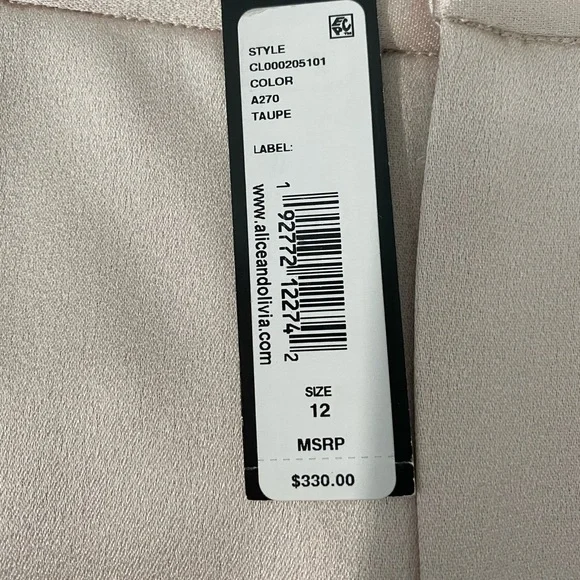 STYLE
CL000205101
COLOR
A270
TAUPE
LABEL:
1 92772 12274 2
www.aliceandolivia.com
SIZE
12
MSRP
$330.00